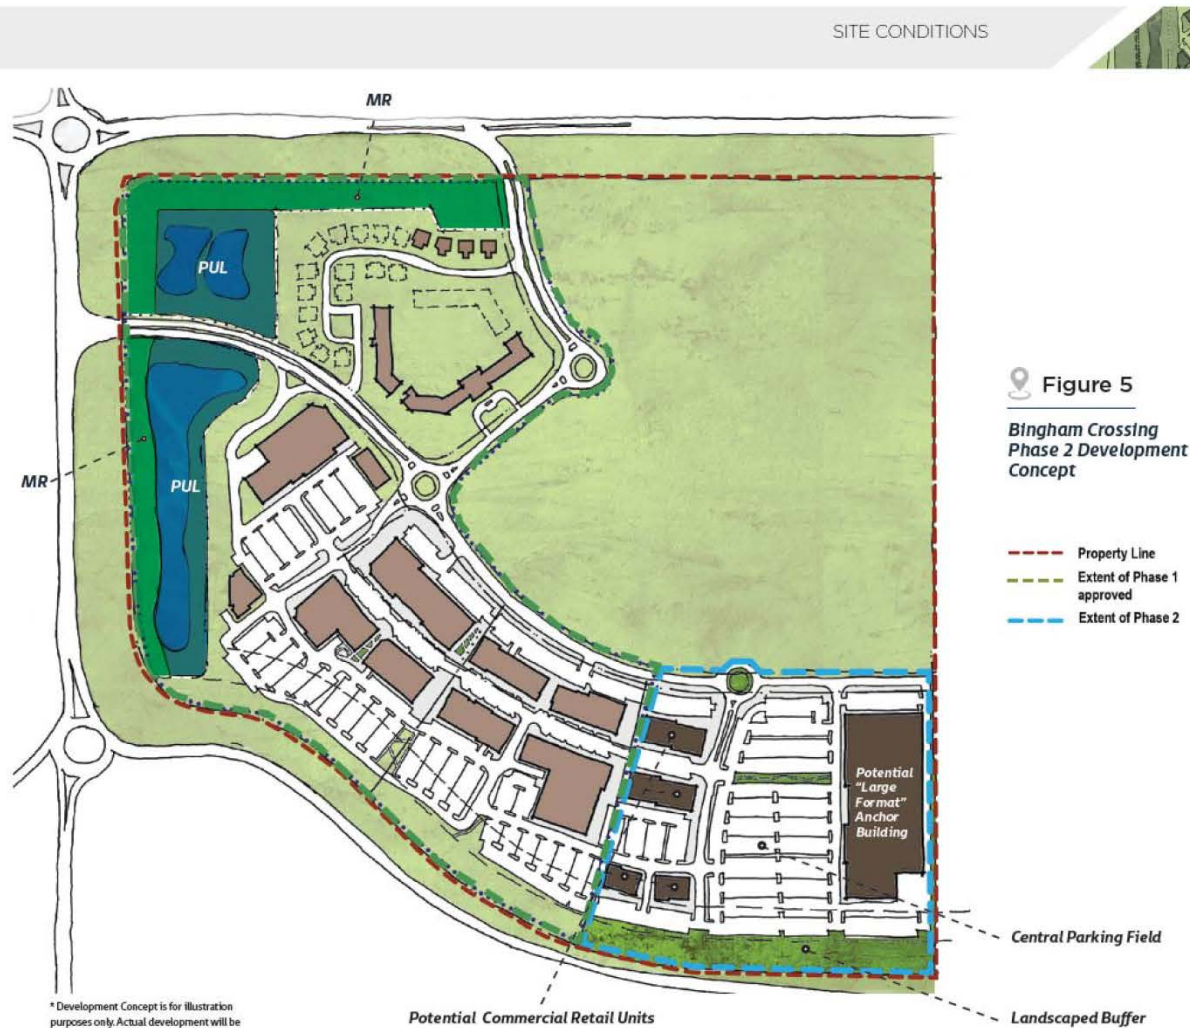 SITE CONDITIONS
MR
PUL
MR
PUL
Figure 5
Bingham Crossing
Phase 2 Development
Concept
Property Line
Extent of Phase 1
approved
Extent of Phase 2
Potential
"Large
Format"
Anchor
Building
Central Parking Field
Landscaped Buffer
Potential Commercial Retail Units
* Development Concept is for illustration
purposes only. Actual development will be